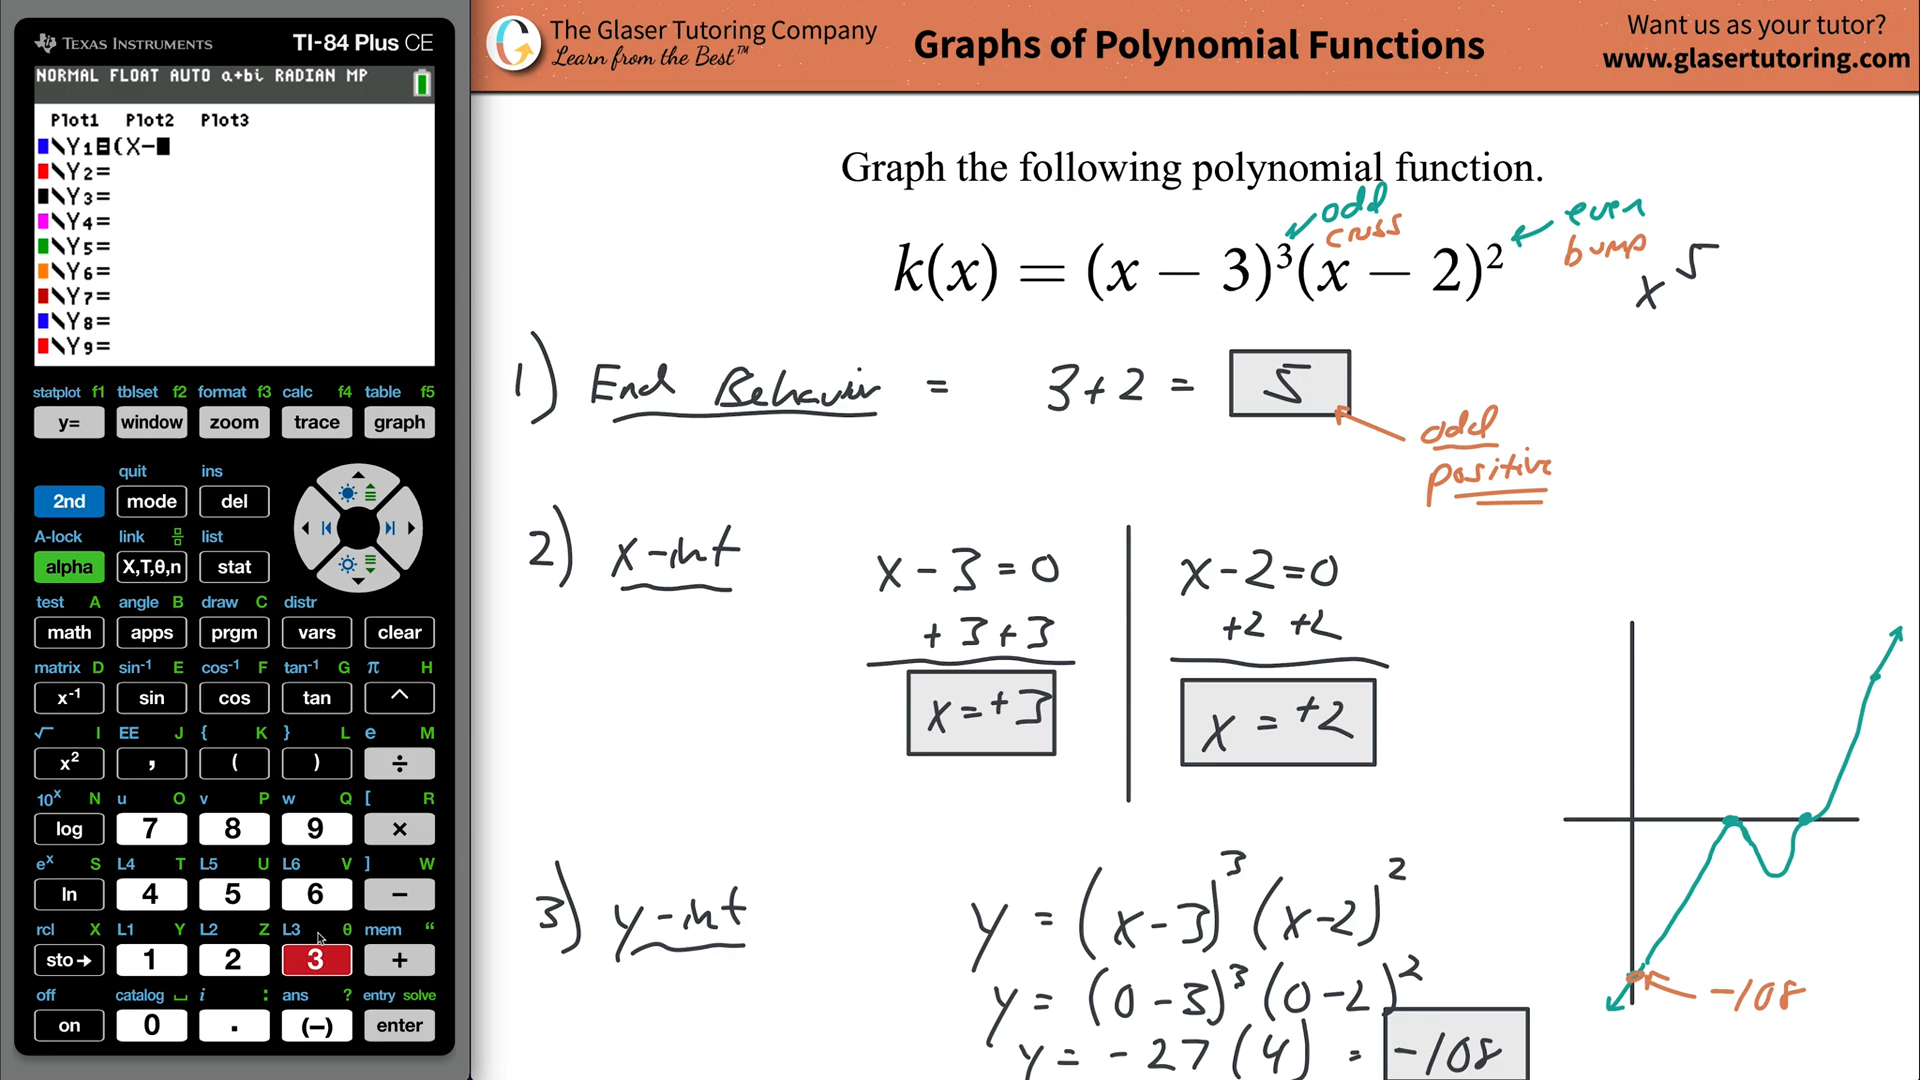 TEXAS INSTRUMENTS TI-84 Plus CE
NORMAL FLOAT AUTO a+bi RADIAN MP
Plot1 Plot2 Plot3
\Y1=(X-
\Y2=
\Y3=
\Y4=
\Y5=
\Y6=
\Y7=
\Y8=
\Y9=
statplot f1 tblset f2 format f3 calc f4 table f5
y= window zoom trace graph
quit ins
2nd mode del
A-lock link list
alpha X,T,θ,n stat
test A angle B draw C distr
math apps prgm vars clear
matrix D sin⁻¹ E cos⁻¹ F tan⁻¹ G π H
x⁻¹ sin cos tan ^
√ I EE J { K } L e M
x² , ( ) ÷
10ˣ N u O v P w Q [ R
log 7 8 9 ×
eˣ S L4 T L5 U L6 V ] W
ln 4 5 6 −
rcl X L1 Y L2 Z L3 θ mem “
sto→ 1 2 3 +
off catalog ⎵ i : ans ? entry solve
on 0 . (−) enter
The Glaser Tutoring Company
Learn from the Best™
Graphs of Polynomial Functions
Want us as your tutor?
www.glasertutoring.com
Graph the following polynomial function.
odd
cross
even
bump
k(x) = (x − 3)³(x − 2)²
x⁵
1) End Behavior = 3+2 = 5
odd
positive
2) x-int
x-3=0
+3+3
x=+3
x-2=0
+2 +2
x=+2
3) y-int
y = (x-3)³(x-2)²
y = (0-3)³(0-2)²
y = -27(4) = -108
-108